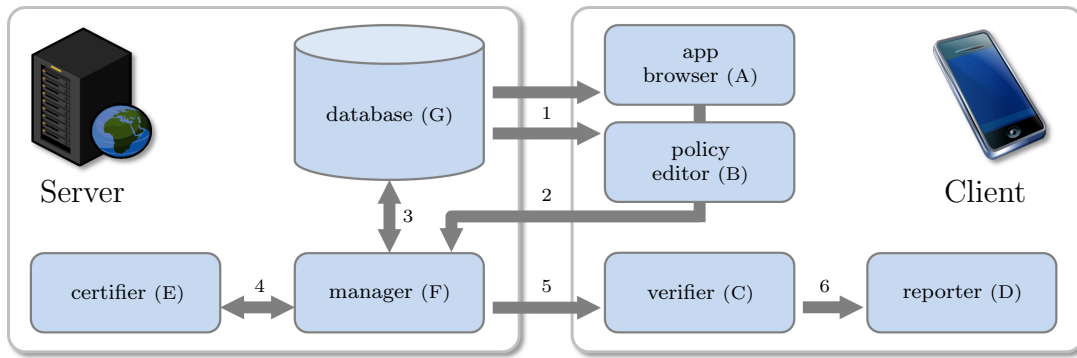 app
browser (A)
database (G)
1
policy
editor (B)
Server
Client
2
3
certifier (E)
4
manager (F)
5
verifier (C)
6
reporter (D)